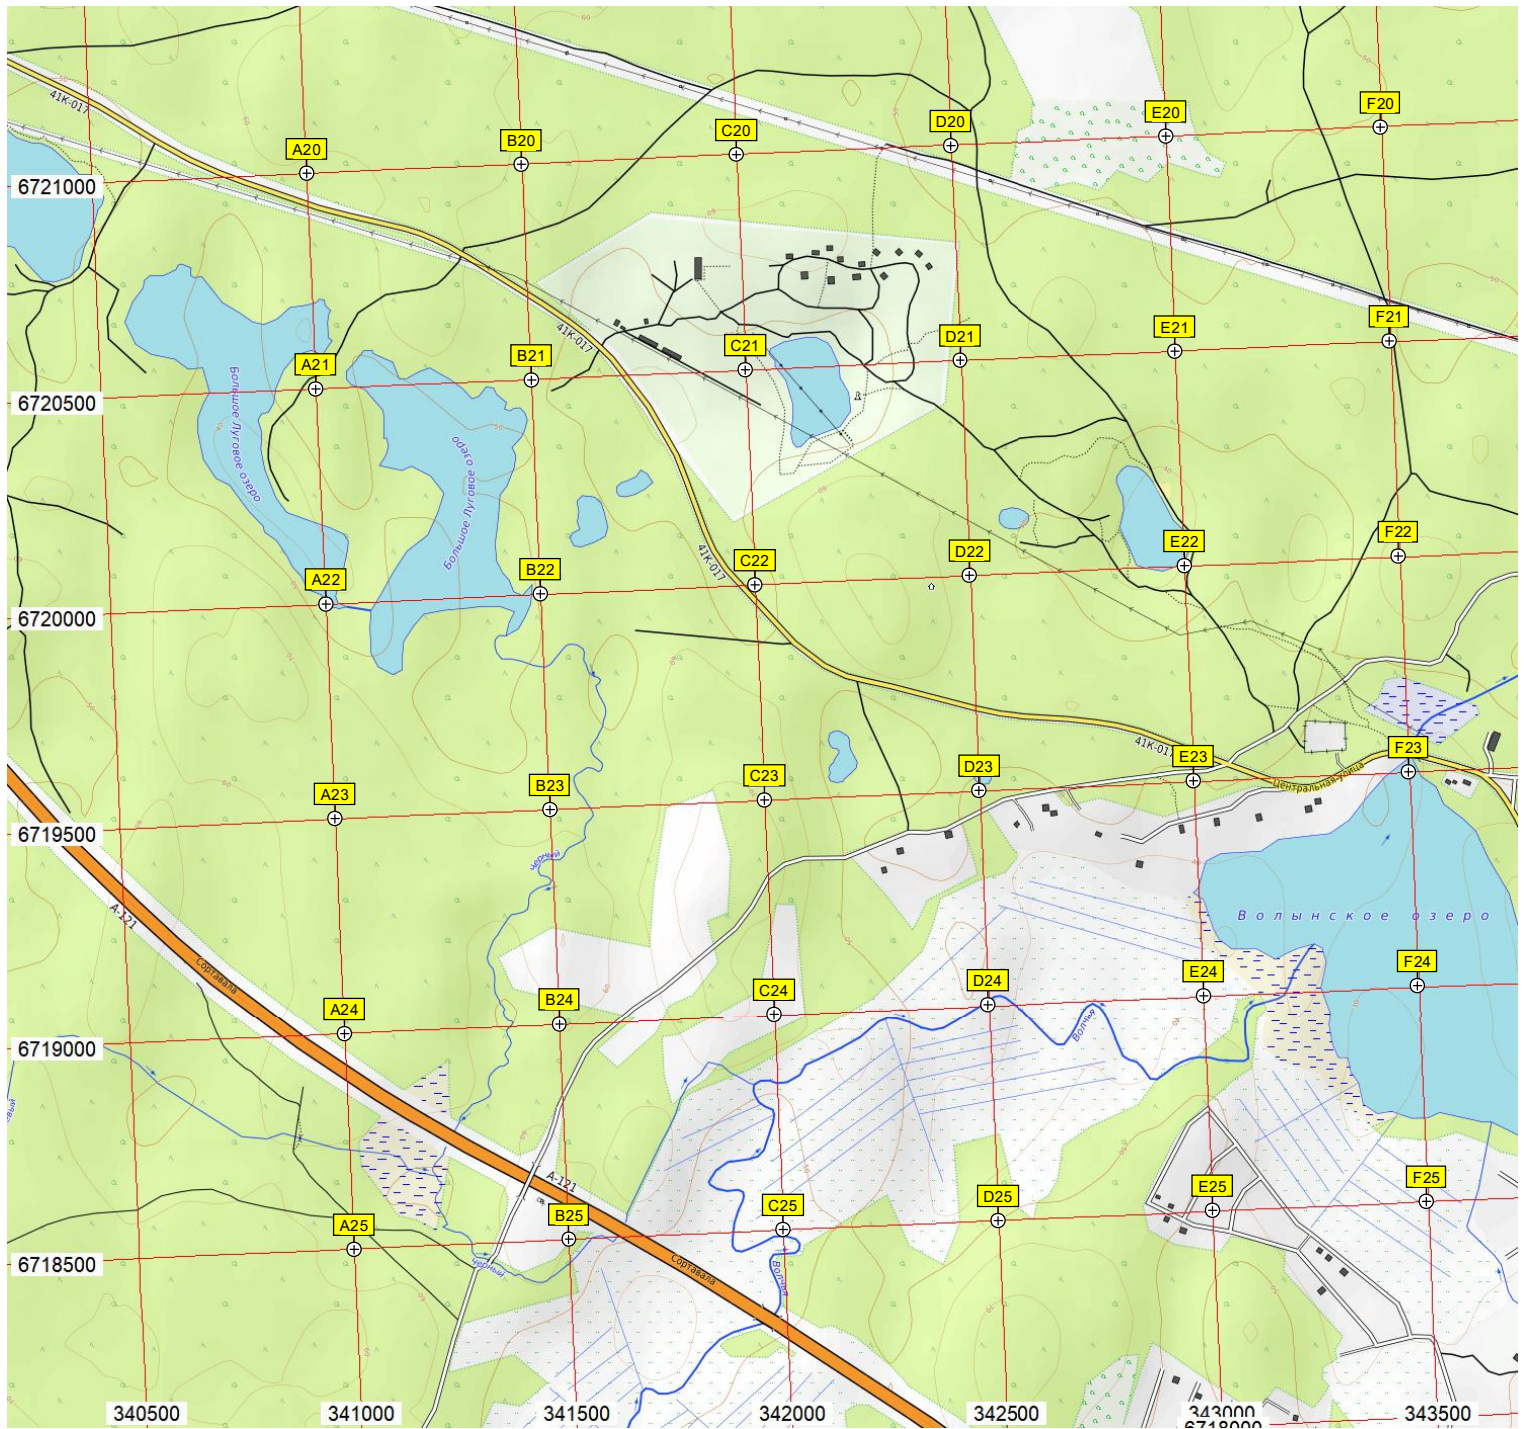 41K-017
A20
B20
C20
D20
E20
F20
6721000
41K-017
A21
B21
C21
D21
E21
F21
6720500
Большое Луговое озеро
Большое Луговое озеро
41K-017
A22
B22
C22
D22
E22
F22
6720000
41K-017
A23
B23
C23
D23
E23
F23
Центральная улица
6719500
Черный
А-121
Сортавала
Волынское озеро
A24
B24
C24
D24
E24
F24
Волчья
6719000
А-121
A25
B25
C25
D25
E25
F25
6718500
Черный
Сортавала
Волчья
340500
341000
341500
342000
342500
343000
343500
6718000